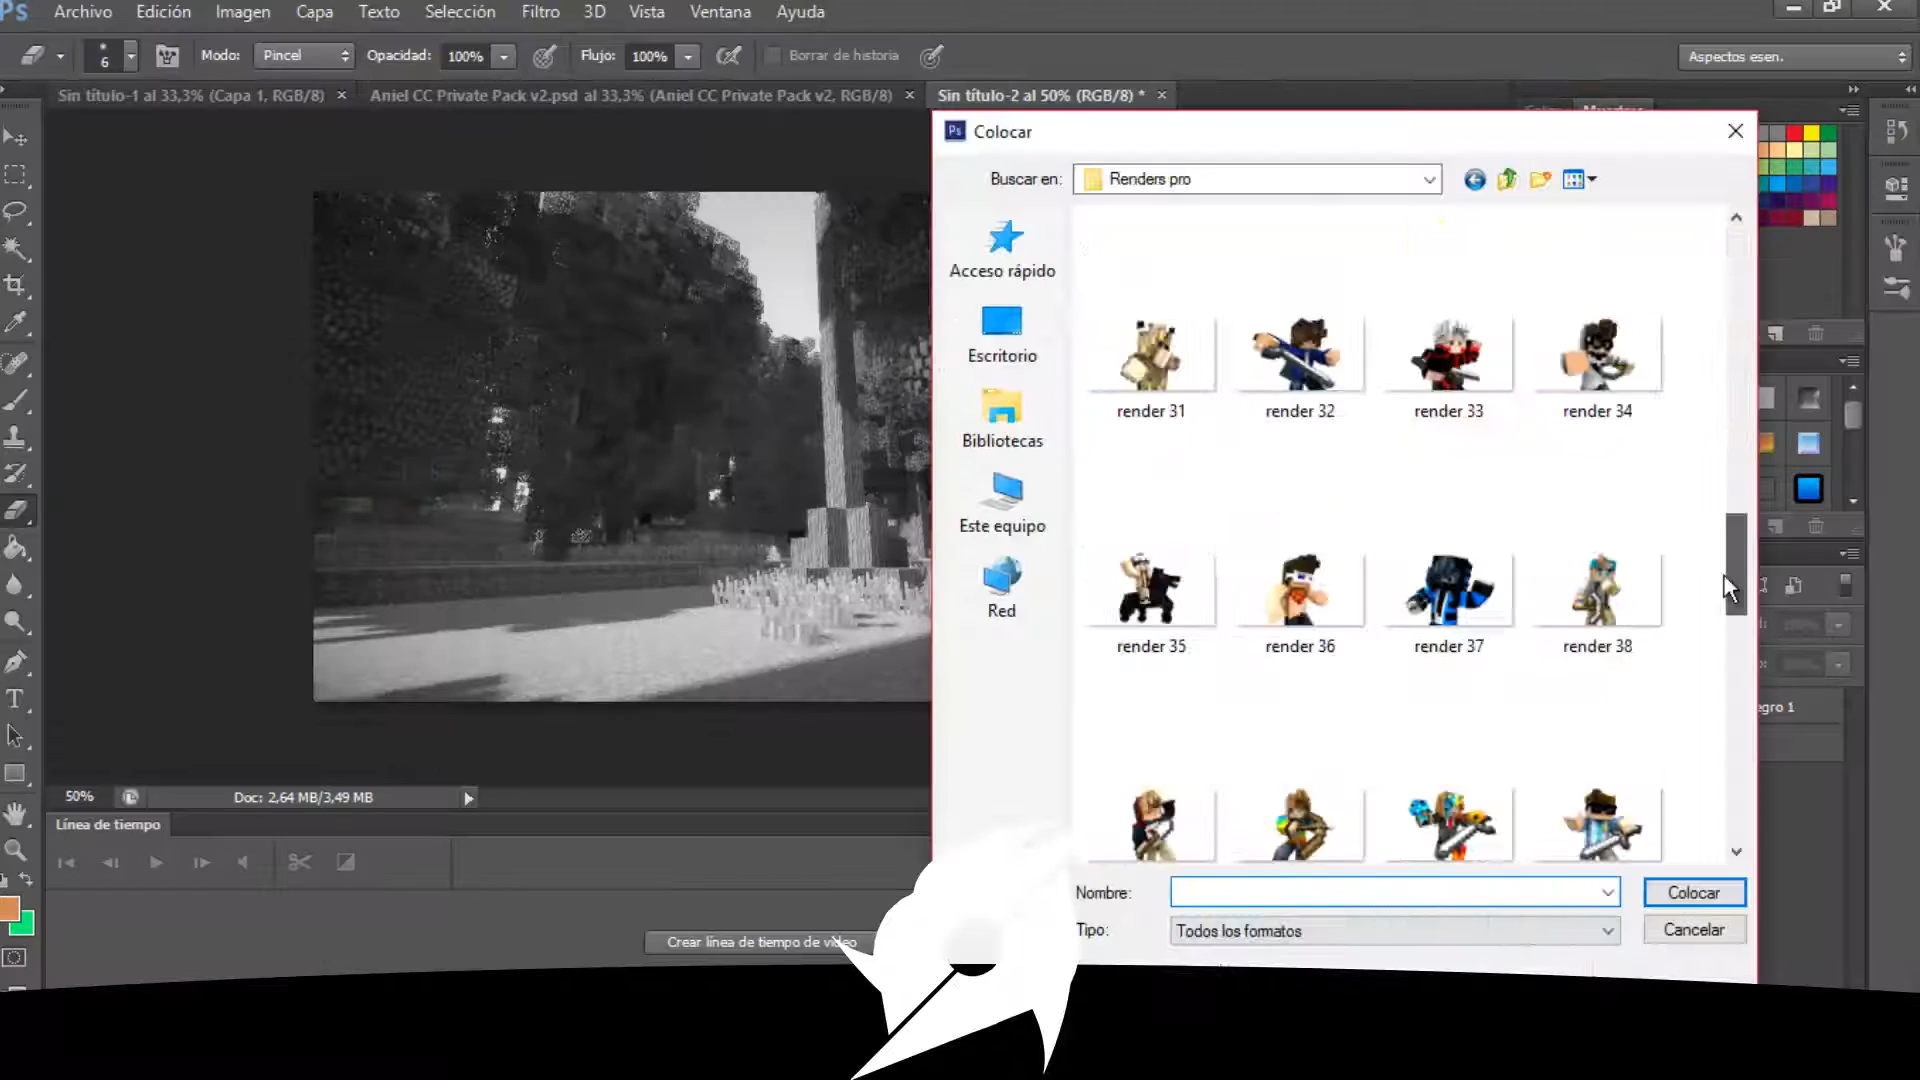 Ps Archivo Edición Imagen Capa Texto Selección Filtro 3D Vista Ventana Ayuda
6 Modo: Pincel Opacidad: 100% Flujo: 100% Borrar de historia Aspectos esen.
Sin título-1 al 33,3% (Capa 1, RGB/8) Aniel CC Private Pack v2.psd al 33,3% (Aniel CC Private Pack v2, RGB/8) Sin título-2 al 50% (RGB/8) *
Ps Colocar
Buscar en: Renders pro
Acceso rápido
Escritorio
Bibliotecas
Este equipo
Red
render 31 render 32 render 33 render 34
render 35 render 36 render 37 render 38
egro 1
50% Doc: 2,64 MB/3,49 MB
Línea de tiempo
Nombre: Colocar
Tipo: Todos los formatos Cancelar
Crear línea de tiempo de vídeo